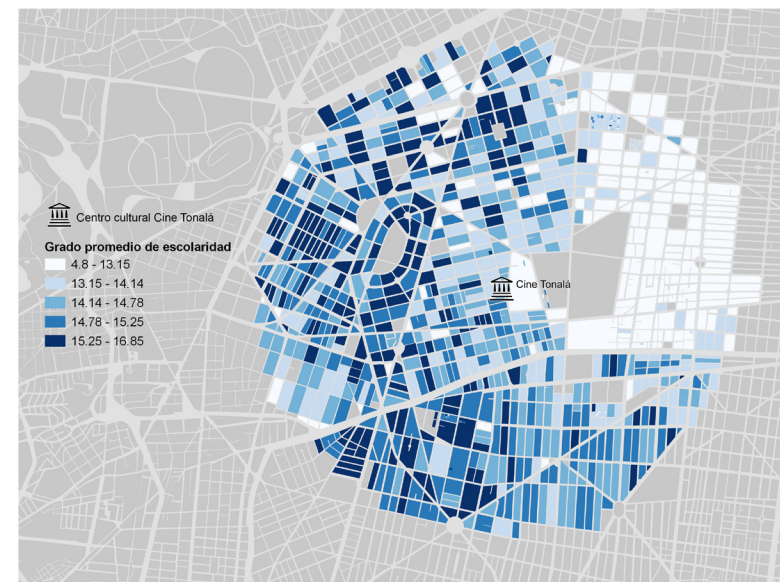 Centro cultural Cine Tonalá
Grado promedio de escolaridad
4.8 - 13.15
13.15 - 14.14
14.14 - 14.78
14.78 - 15.25
15.25 - 16.85
Cine Tonalá